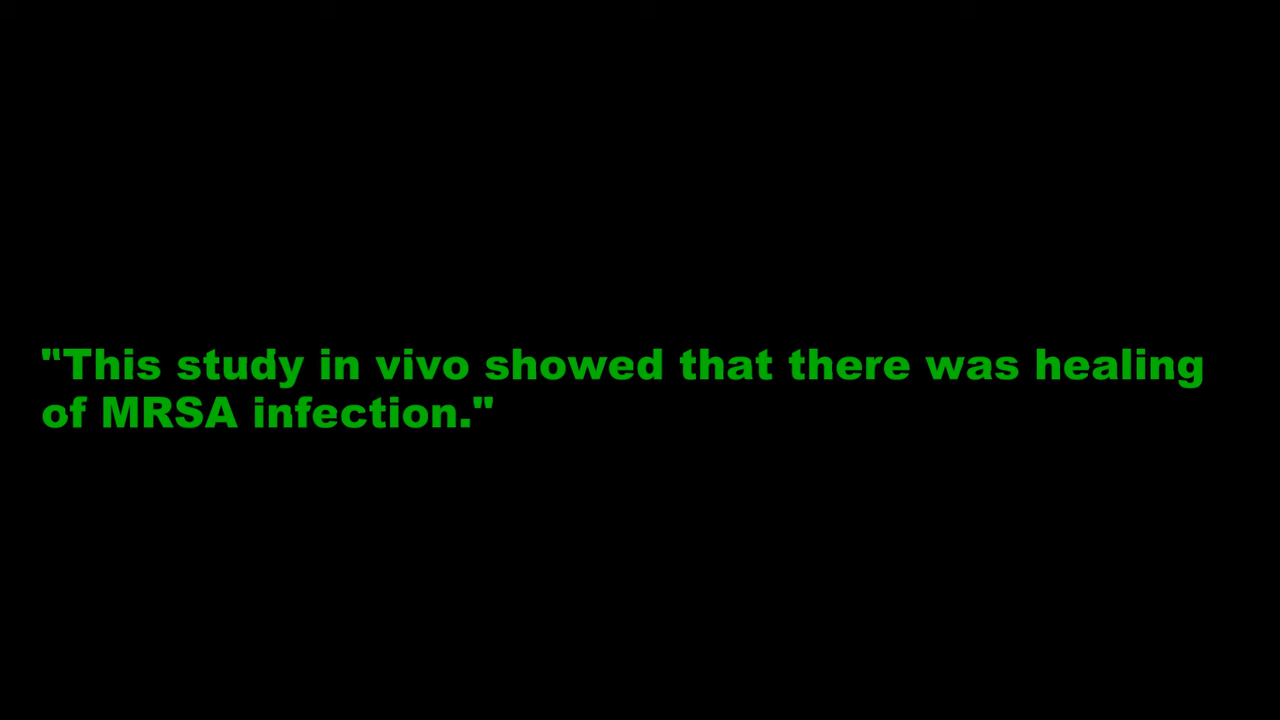 "This study in vivo showed that there was healing
of MRSA infection."